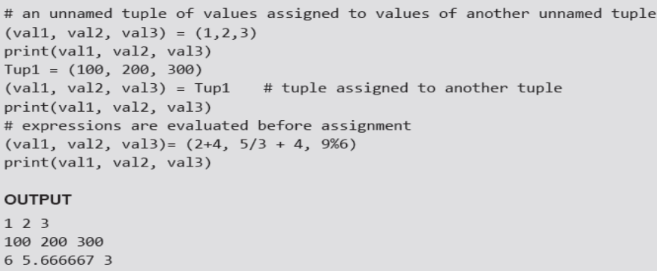 # an unnamed tuple of values assigned to values of another unnamed tuple
(val1, val2, val3) = (1,2,3)
print(val1, val2, val3)
Tup1 = (100, 200, 300)
(val1, val2, val3) = Tup1    # tuple assigned to another tuple
print(val1, val2, val3)
# expressions are evaluated before assignment
(val1, val2, val3)= (2+4, 5/3 + 4, 9%6)
print(val1, val2, val3)
OUTPUT
1 2 3
100 200 300
6 5.666667 3